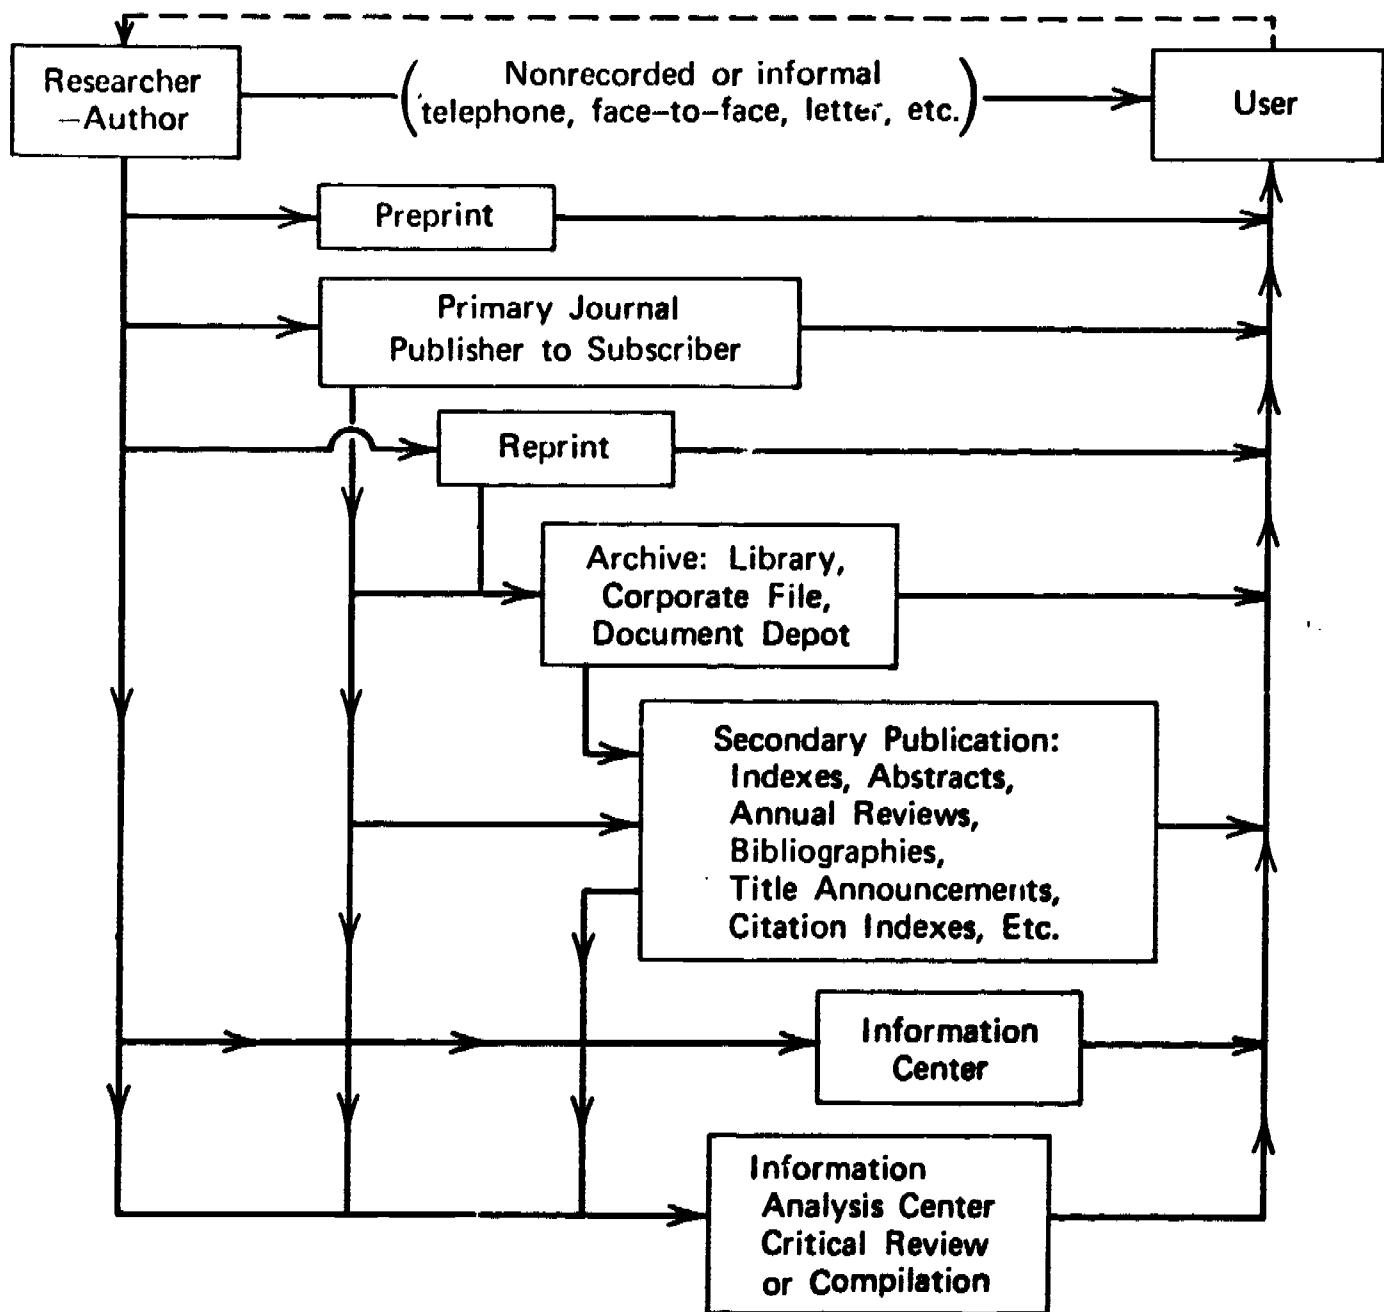 Researcher
–Author
Nonrecorded or informal
telephone, face-to-face, letter, etc.
User
Preprint
Primary Journal
Publisher to Subscriber
Reprint
Archive: Library,
Corporate File,
Document Depot
Secondary Publication:
Indexes, Abstracts,
Annual Reviews,
Bibliographies,
Title Announcements,
Citation Indexes, Etc.
Information
Center
Information
Analysis Center
Critical Review
or Compilation